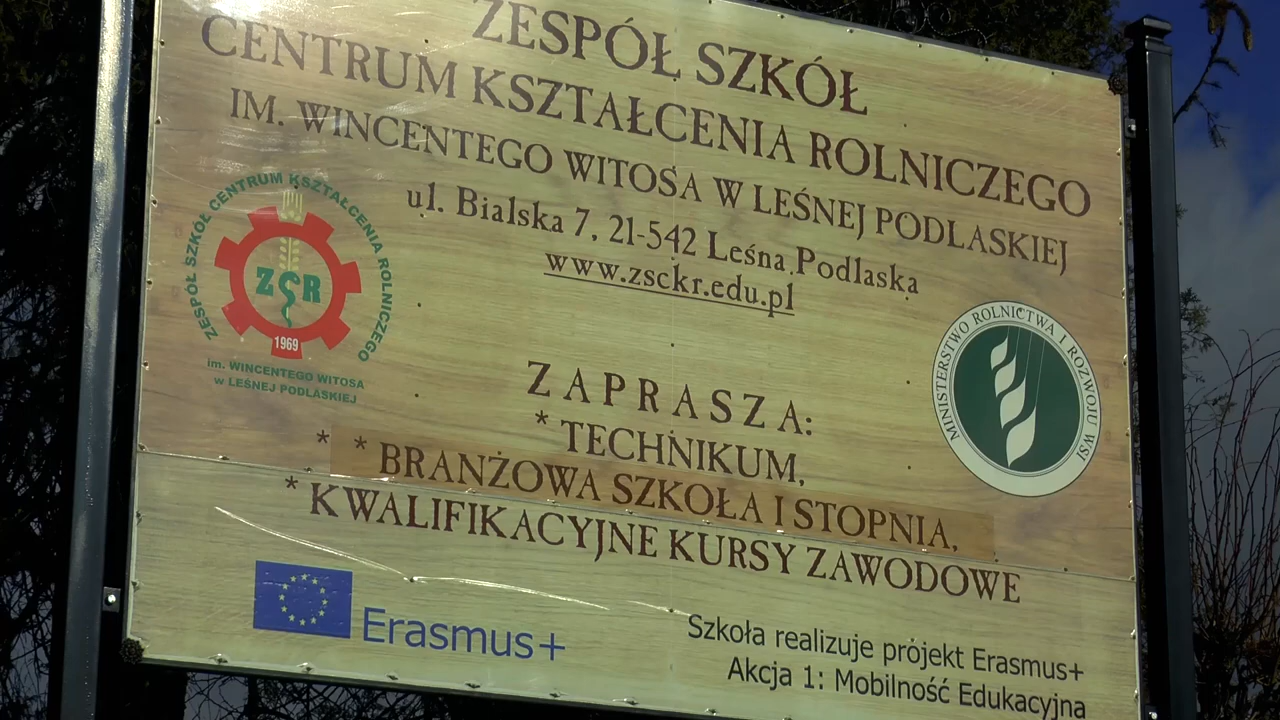 ZESPÓŁ SZKÓŁ
CENTRUM KSZTAŁCENIA ROLNICZEGO
IM. WINCENTEGO WITOSA W LEŚNEJ PODLASKIEJ
ul. Bialska 7, 21-542 Leśna Podlaska
www.zsckr.edu.pl
ZESPÓŁ SZKÓŁ CENTRUM KSZTAŁCENIA ROLNICZEGO
ZCR
1969
im. WINCENTEGO WITOSA
w LEŚNEJ PODLASKIEJ
MINISTERSTWO ROLNICTWA I ROZWOJU WSI
ZAPRASZA:
* TECHNIKUM,
* * BRANŻOWA SZKOŁA I STOPNIA,
* KWALIFIKACYJNE KURSY ZAWODOWE
Erasmus+
Szkoła realizuje projekt Erasmus+
Akcja 1: Mobilność Edukacyjna